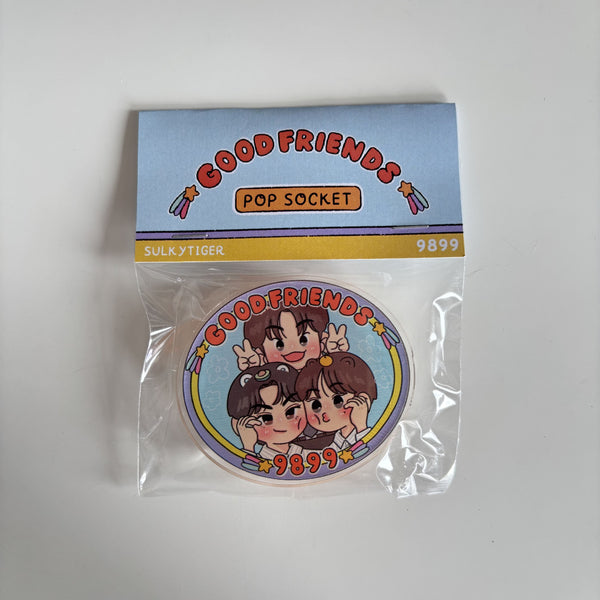 GOOD FRIENDS
POP SOCKET
SULKYTIGER 9899
GOOD FRIENDS
9899